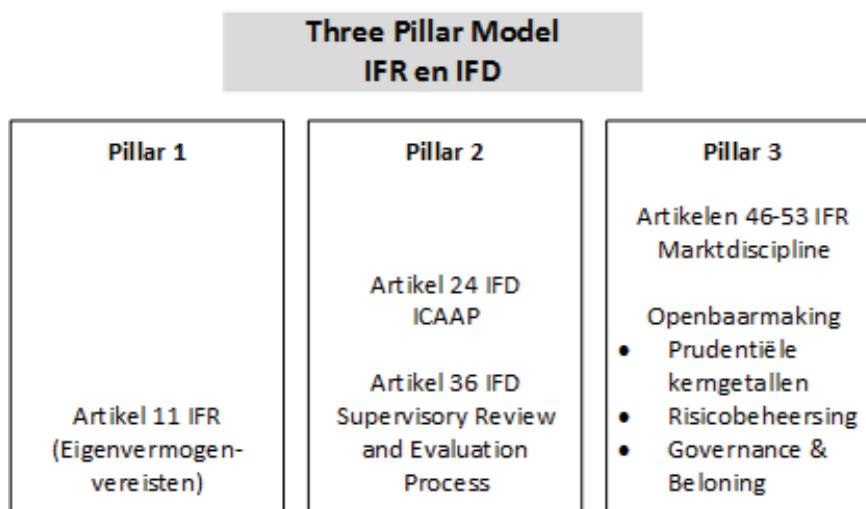 Three Pillar Model
IFR en IFD
Pillar 1
Artikel 11 IFR
(Eigenvermogen-
vereisten)
Pillar 2
Artikel 24 IFD
ICAAP
Artikel 36 IFD
Supervisory Review
and Evaluation
Process
Pillar 3
Artikelen 46-53 IFR
Marktdiscipline
Openbaarmaking
• Prudentiële
kerngetallen
• Risicobeheersing
• Governance &
Beloning